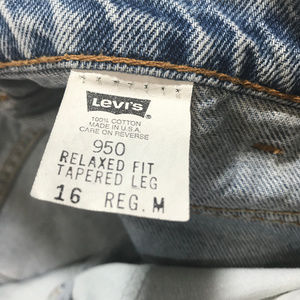 Levi's
100% COTTON
MADE IN U.S.A.
CARE ON REVERSE
950
RELAXED FIT
TAPERED LEG
16 REG. M